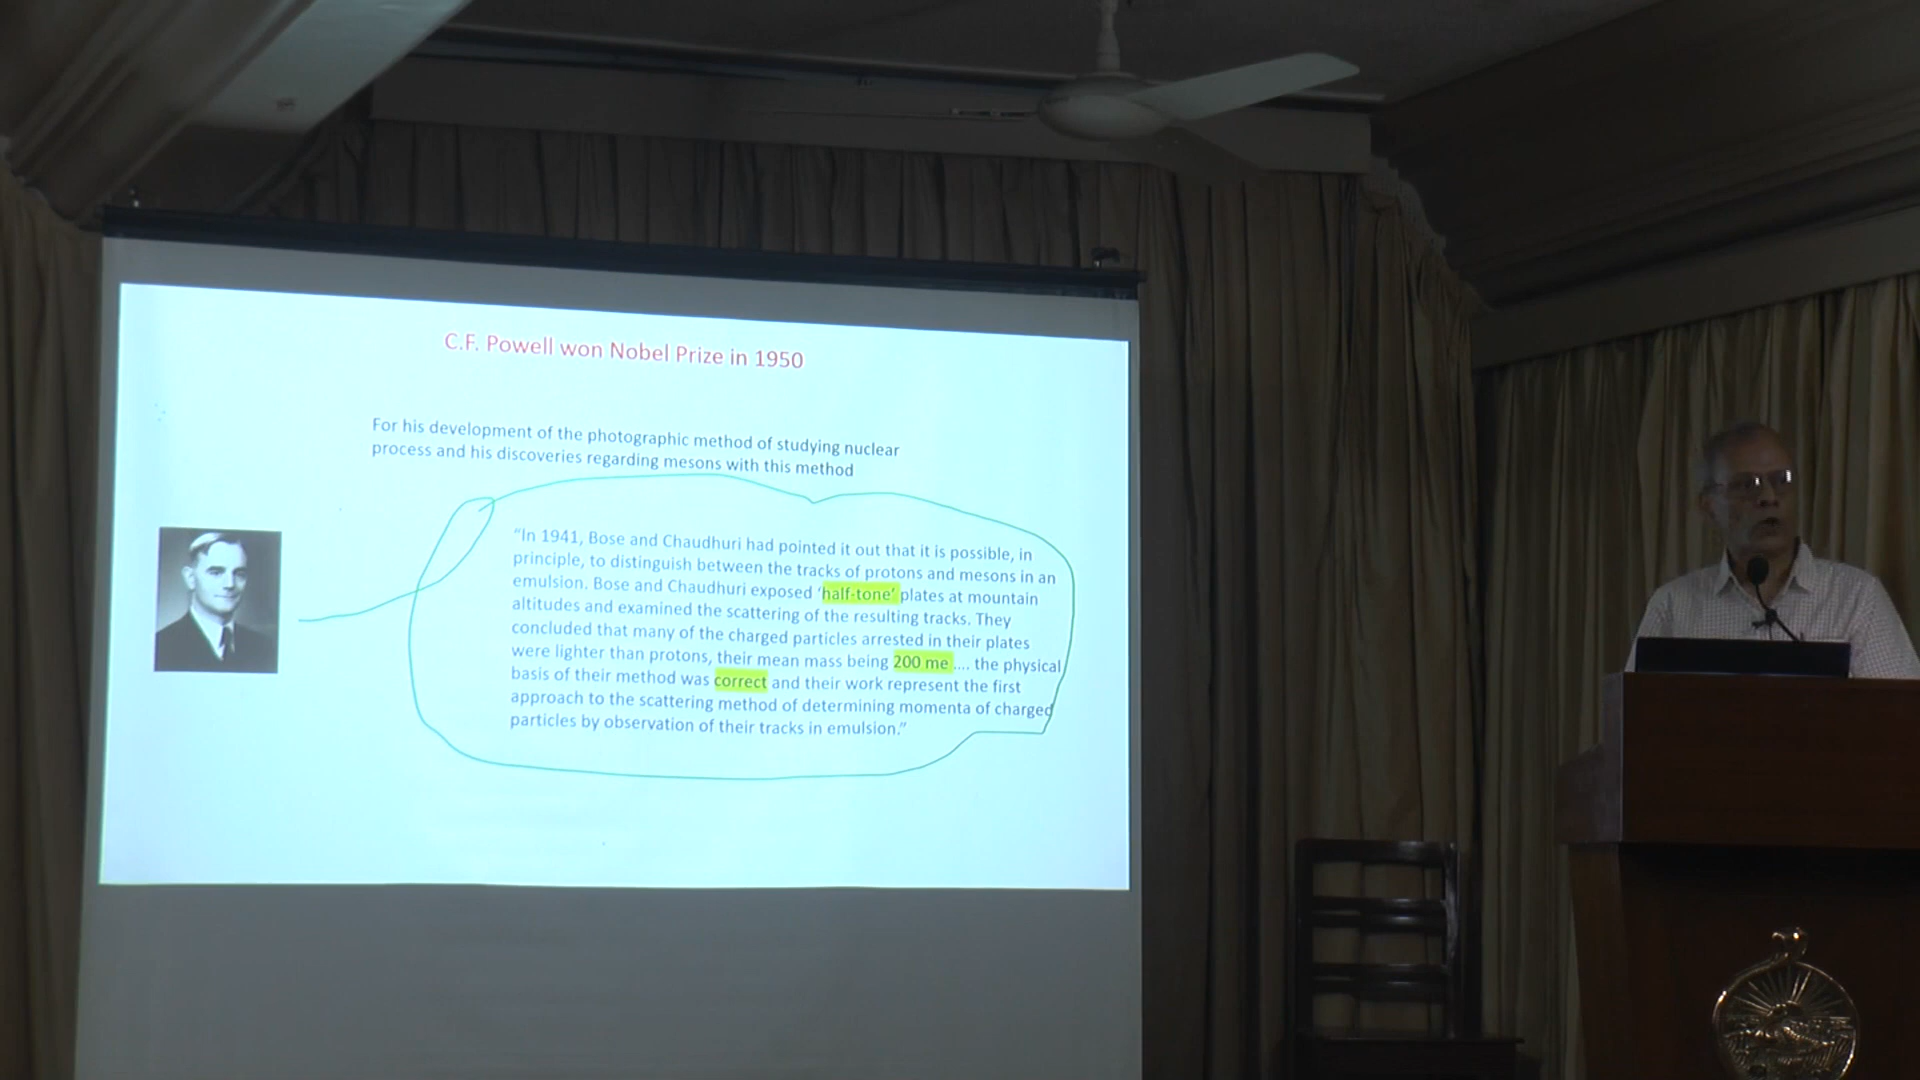 C.F. Powell won Nobel Prize in 1950
For his development of the photographic method of studying nuclear
process and his discoveries regarding mesons with this method
“In 1941, Bose and Chaudhuri had pointed it out that it is possible, in
principle, to distinguish between the tracks of protons and mesons in an
emulsion. Bose and Chaudhuri exposed ‘half-tone’ plates at mountain
altitudes and examined the scattering of the resulting tracks. They
concluded that many of the charged particles arrested in their plates
were lighter than protons, their mean mass being 200 me .... the physical
basis of their method was correct and their work represent the first
approach to the scattering method of determining momenta of charged
particles by observation of their tracks in emulsion.”